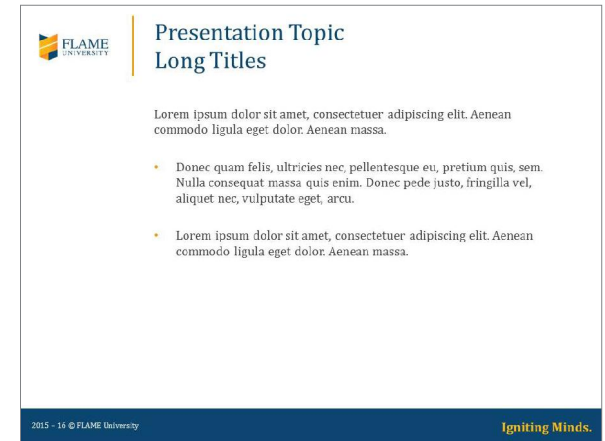 FLAME
UNIVERSITY
Presentation Topic
Long Titles
Lorem ipsum dolor sit amet, consectetuer adipiscing elit. Aenean
commodo ligula eget dolor. Aenean massa.
• Donec quam felis, ultricies nec, pellentesque eu, pretium quis, sem.
Nulla consequat massa quis enim. Donec pede justo, fringilla vel,
aliquet nec, vulputate eget, arcu.
• Lorem ipsum dolor sit amet, consectetuer adipiscing elit. Aenean
commodo ligula eget dolor. Aenean massa.
2015 - 16 © FLAME University
Igniting Minds.